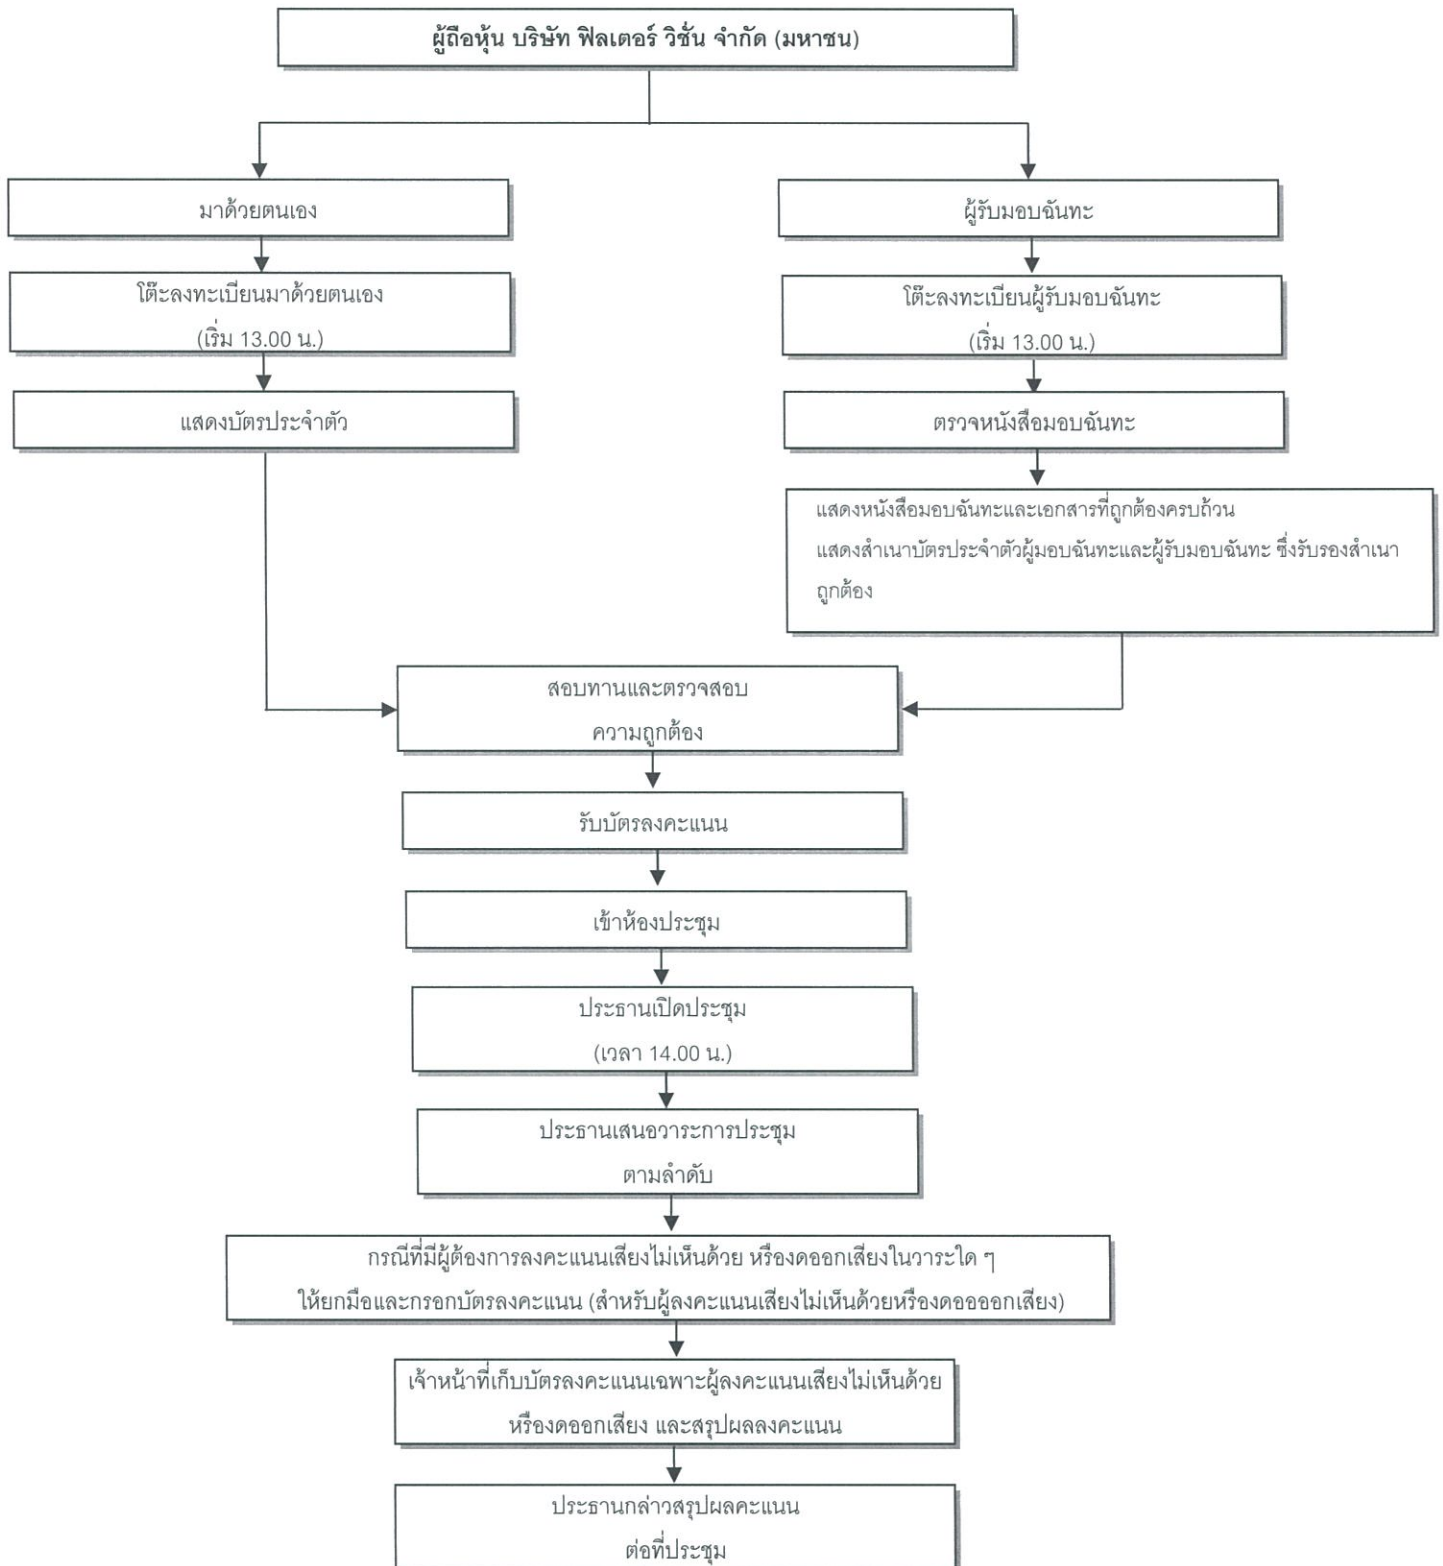 ผู้ถือหุ้น บริษัท ฟิลเตอร์ วิชั่น จำกัด (มหาชน)
มาด้วยตนเอง
ผู้รับมอบฉันทะ
โต๊ะลงทะเบียนมาด้วยตนเอง
(เริ่ม 13.00 น.)
โต๊ะลงทะเบียนผู้รับมอบฉันทะ
(เริ่ม 13.00 น.)
แสดงบัตรประจำตัว
ตรวจหนังสือมอบฉันทะ
แสดงหนังสือมอบฉันทะและเอกสารที่ถูกต้องครบถ้วน
แสดงสำเนาบัตรประจำตัวผู้มอบฉันทะและผู้รับมอบฉันทะ ซึ่งรับรองสำเนา
ถูกต้อง
สอบทานและตรวจสอบ
ความถูกต้อง
รับบัตรลงคะแนน
เข้าห้องประชุม
ประธานเปิดประชุม
(เวลา 14.00 น.)
ประธานเสนอวาระการประชุม
ตามลำดับ
กรณีที่มีผู้ต้องการลงคะแนนเสียงไม่เห็นด้วย หรืองดออกเสียงในวาระใด ๆ
ให้ยกมือและกรอกบัตรลงคะแนน (สำหรับผู้ลงคะแนนเสียงไม่เห็นด้วยหรืองดออออกเสียง)
เจ้าหน้าที่เก็บบัตรลงคะแนนเฉพาะผู้ลงคะแนนเสียงไม่เห็นด้วย
หรืองดออกเสียง และสรุปผลลงคะแนน
ประธานกล่าวสรุปผลคะแนน
ต่อที่ประชุม